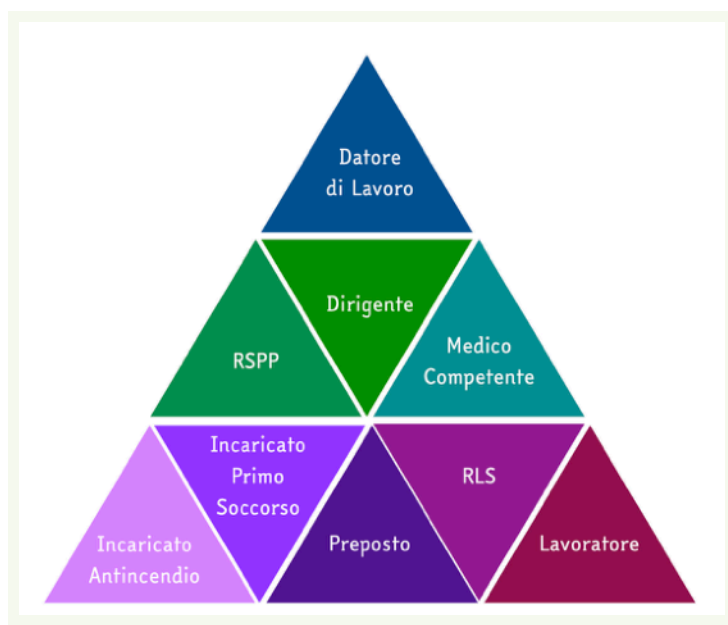 Datore
di Lavoro
Dirigente
RSPP
Medico
Competente
Incaricato
Primo
Soccorso
RLS
Incaricato
Antincendio
Preposto
Lavoratore